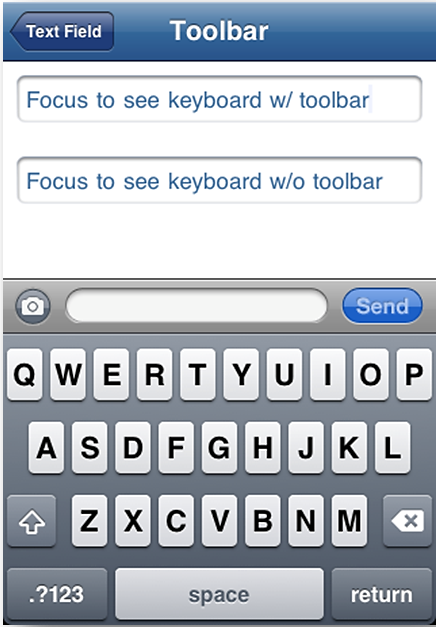 Text Field Toolbar
Focus to see keyboard w/ toolbar
Focus to see keyboard w/o toolbar
Send
Q W E R T Y U I O P
A S D F G H J K L
Z X C V B N M
.?123 space return